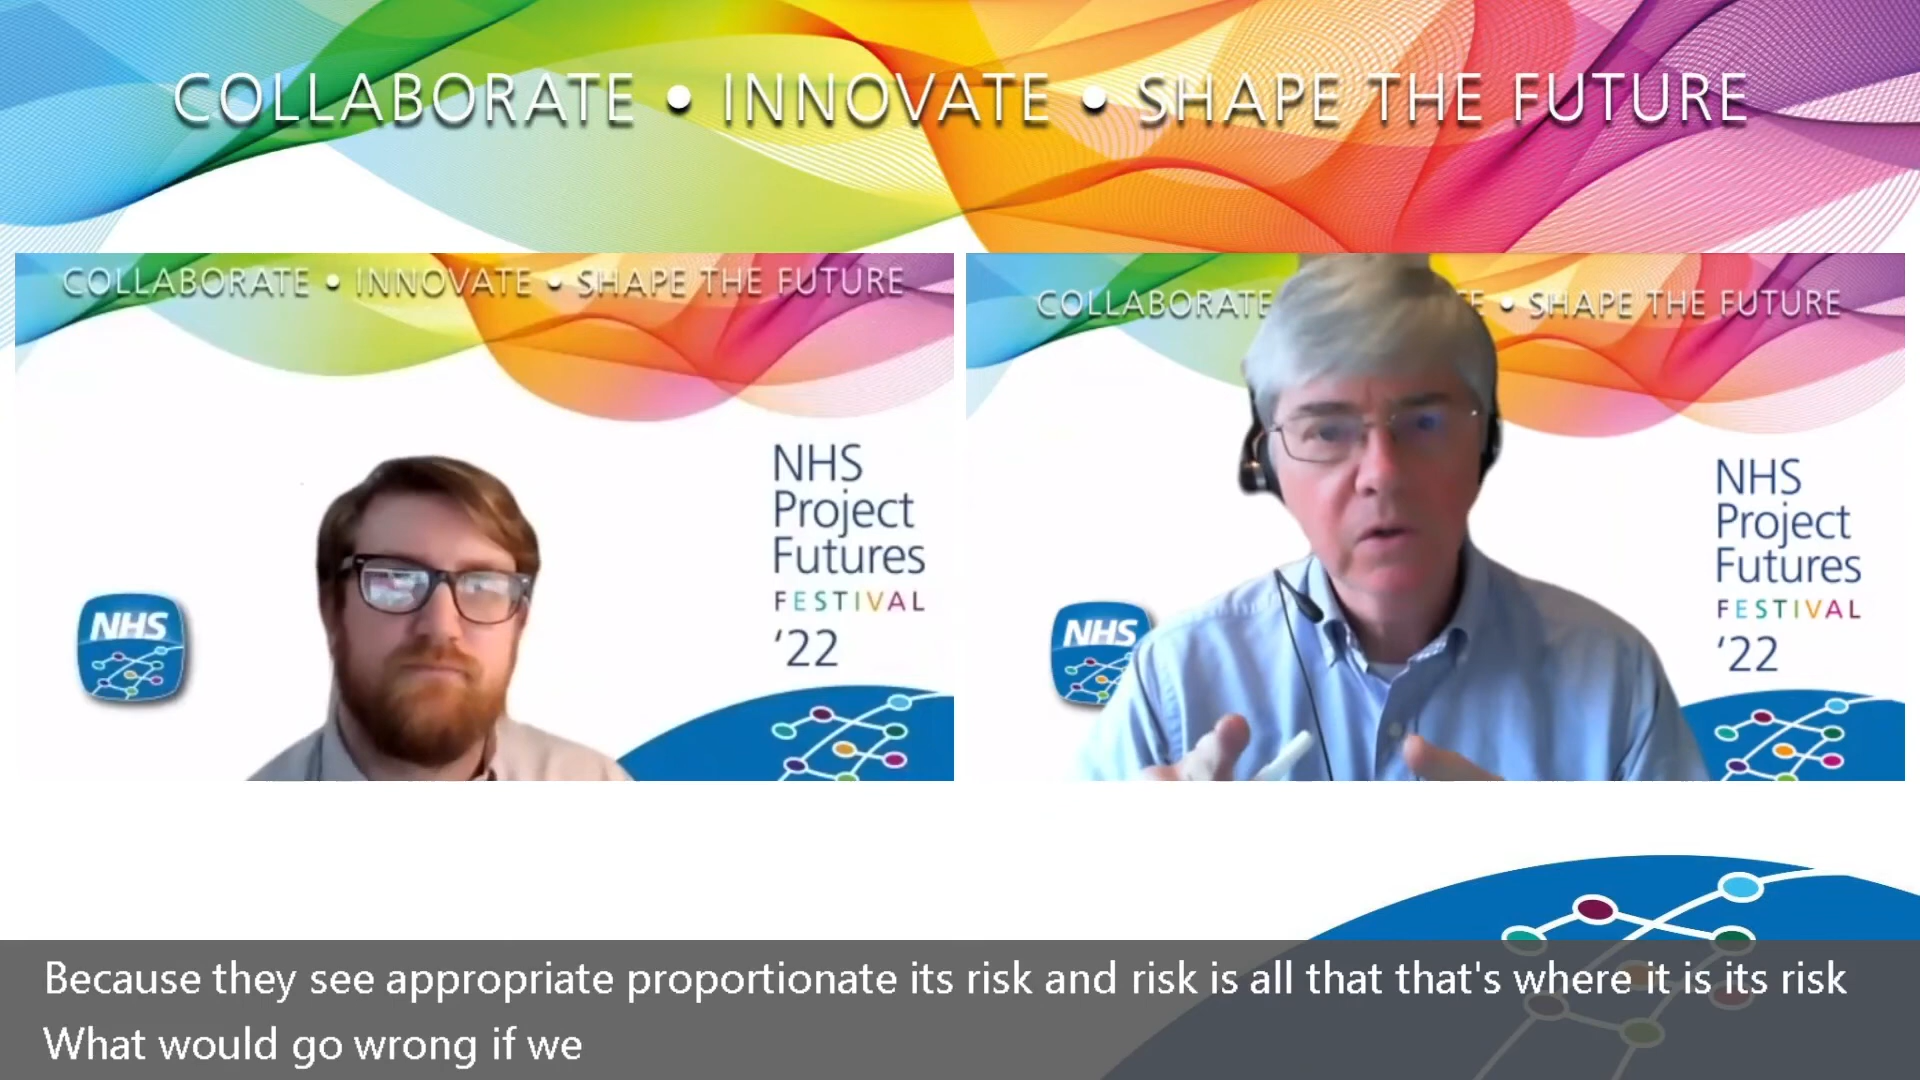 COLLABORATE • INNOVATE • SHAPE THE FUTURE
COLLABORATE • INNOVATE • SHAPE THE FUTURE
NHS
Project
Futures
FESTIVAL
‘22
NHS
COLLABORATE • SHAPE THE FUTURE
NHS
Project
Futures
FESTIVAL
‘22
NHS
Because they see appropriate proportionate its risk and risk is all that that's where it is its risk
What would go wrong if we